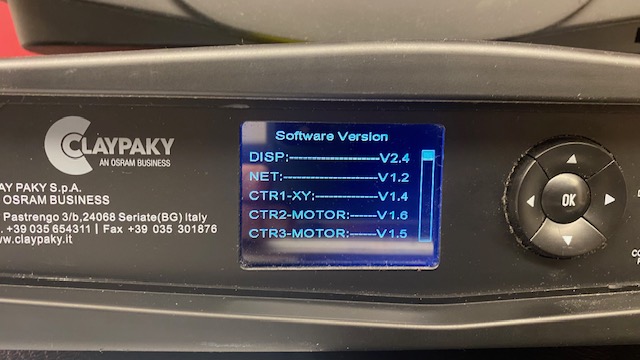 CLAYPAKY
AN OSRAM BUSINESS
AY PAKY S.p.A.
OSRAM BUSINESS
Pastrengo 3/b,24068 Seriate(BG) Italy
. +39 035 654311 | Fax +39 035 301876
ww.claypaky.it
Software Version
DISP:--------------------V2.4
NET:---------------------V1.2
CTR1-XY:--------------V1.4
CTR2-MOTOR:------V1.6
CTR3-MOTOR:------V1.5
OK